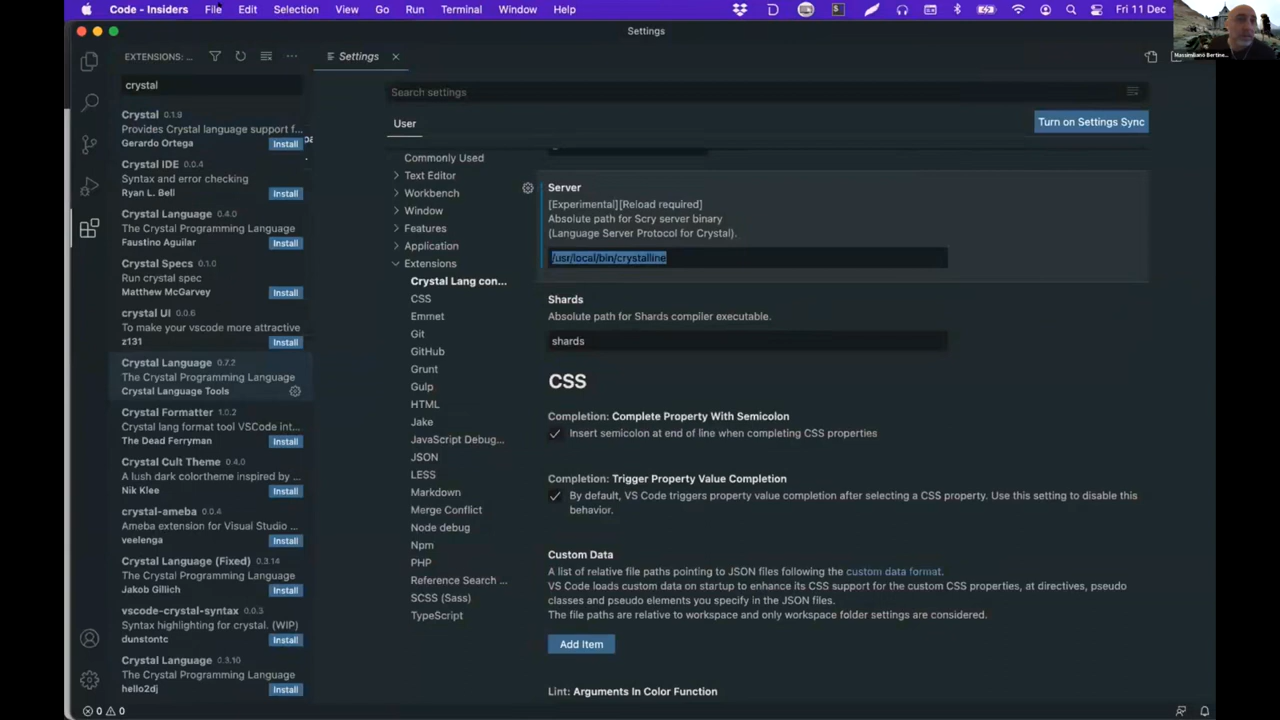 Code - Insiders File Edit Selection View Go Run Terminal Window Help Fri 11 Dec
Massimiliano Bertine...
Settings
EXTENSIONS: ...
Settings
crystal
Crystal 0.1.9
Provides Crystal language support f...
Gerardo Ortega
Install
Crystal IDE 0.0.4
Syntax and error checking
Ryan L. Bell
Install
Crystal Language 0.4.0
The Crystal Programming Language
Faustino Aguilar
Install
Crystal Specs 0.1.0
Run crystal spec
Matthew McGarvey
Install
crystal UI 0.0.6
To make your vscode more attractive
z131
Install
Crystal Language 0.7.2
The Crystal Programming Language
Crystal Language Tools
Crystal Formatter 1.0.2
Crystal lang format tool VSCode int...
The Dead Ferryman
Install
Crystal Cult Theme 0.4.0
A lush dark colortheme inspired by ...
Nik Klee
Install
crystal-ameba 0.0.4
Ameba extension for Visual Studio ...
veelenga
Install
Crystal Language (Fixed) 0.3.14
The Crystal Programming Language
Jakob Gillich
Install
vscode-crystal-syntax 0.0.3
Syntax highlighting for crystal. (WIP)
dunstontc
Install
Crystal Language 0.3.10
The Crystal Programming Language
hello2dj
Install
Search settings
User
Turn on Settings Sync
Commonly Used
Text Editor
Workbench
Window
Features
Application
Extensions
Crystal Lang con...
CSS
Emmet
Git
GitHub
Grunt
Gulp
HTML
Jake
JavaScript Debug...
JSON
LESS
Markdown
Merge Conflict
Node debug
Npm
PHP
Reference Search ...
SCSS (Sass)
TypeScript
Server
[Experimental][Reload required]
Absolute path for Scry server binary
(Language Server Protocol for Crystal).
/usr/local/bin/crystalline
Shards
Absolute path for Shards compiler executable.
shards
CSS
Completion: Complete Property With Semicolon
Insert semicolon at end of line when completing CSS properties
Completion: Trigger Property Value Completion
By default, VS Code triggers property value completion after selecting a CSS property. Use this setting to disable this
behavior.
Custom Data
A list of relative file paths pointing to JSON files following the custom data format.
VS Code loads custom data on startup to enhance its CSS support for the custom CSS properties, at directives, pseudo
classes and pseudo elements you specify in the JSON files.
The file paths are relative to workspace and only workspace folder settings are considered.
Add Item
Lint: Arguments In Color Function
0 0